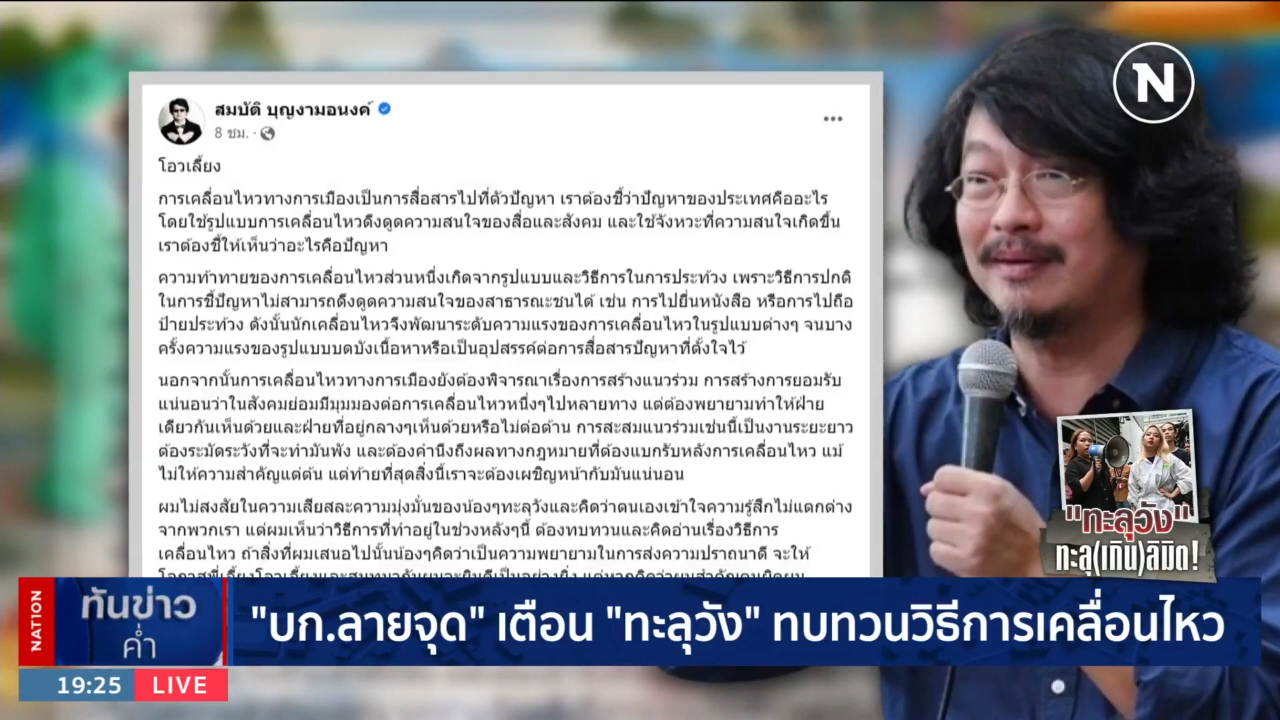 N
สมบัติ บุญงามอนงค์
8 ชม. ·
โอวเลี้ยง
การเคลื่อนไหวทางการเมืองเป็นการสื่อสารไปที่ตัวปัญหา เราต้องชี้ว่าปัญหาของประเทศคืออะไร
โดยใช้รูปแบบการเคลื่อนไหวดึงดูดความสนใจของสื่อและสังคม และใช้จังหวะที่ความสนใจเกิดขึ้น
เราต้องชี้ให้เห็นว่าอะไรคือปัญหา
ความท้าทายของการเคลื่อนไหวส่วนหนึ่งเกิดจากรูปแบบและวิธีการในการประท้วง เพราะวิธีการปกติ
ในการชี้ปัญหาไม่สามารถดึงดูดความสนใจของสาธารณะชนได้ เช่น การไปยื่นหนังสือ หรือการไปถือ
ป้ายประท้วง ดังนั้นนักเคลื่อนไหวจึงพัฒนาระดับความแรงของการเคลื่อนไหวในรูปแบบต่างๆ จนบาง
ครั้งความแรงของรูปแบบบดบังเนื้อหาหรือเป็นอุปสรรคต่อการสื่อสารปัญหาที่ตั้งใจไว้
นอกจากนั้นการเคลื่อนไหวทางการเมืองยังต้องพิจารณาเรื่องการสร้างแนวร่วม การสร้างการยอมรับ
แน่นอนว่าในสังคมย่อมมีมุมมองต่อการเคลื่อนไหวหนึ่งๆไปหลายทาง แต่ต้องพยายามทำให้ฝ่าย
เดียวกันเห็นด้วยและฝ่ายที่อยู่กลางๆเห็นด้วยหรือไม่ต่อต้าน การสะสมแนวร่วมเช่นนี้เป็นงานระยะยาว
ต้องระมัดระวังที่จะทำมันพัง และต้องคำนึงถึงผลทางกฎหมายที่ต้องแบกรับหลังการเคลื่อนไหว แม้
ไม่ให้ความสำคัญแต่ต้น แต่ท้ายที่สุดสิ่งนี้เราจะต้องเผชิญหน้ากับมันแน่นอน
ผมไม่สงสัยในความเสียสละความมุ่งมั่นของน้องๆทะลุวังและคิดว่าตนเองเข้าใจความรู้สึกไม่แตกต่าง
จากพวกเรา แต่ผมเห็นว่าวิธีการที่ทำอยู่ในช่วงหลังๆนี้ ต้องทบทวนและคิดอ่านเรื่องวิธีการ
เคลื่อนไหว ถ้าสิ่งที่ผมเสนอไปนั้นน้องๆคิดว่าเป็นความพยายามในการส่งความปราถนาดี จะให้
"ทะลุวัง"
ทะลุ(เกิน)ลิมิต!
NATION
ทันข่าว
ค่ำ
"บก.ลายจุด" เตือน "ทะลุวัง" ทบทวนวิธีการเคลื่อนไหว
19:25 LIVE